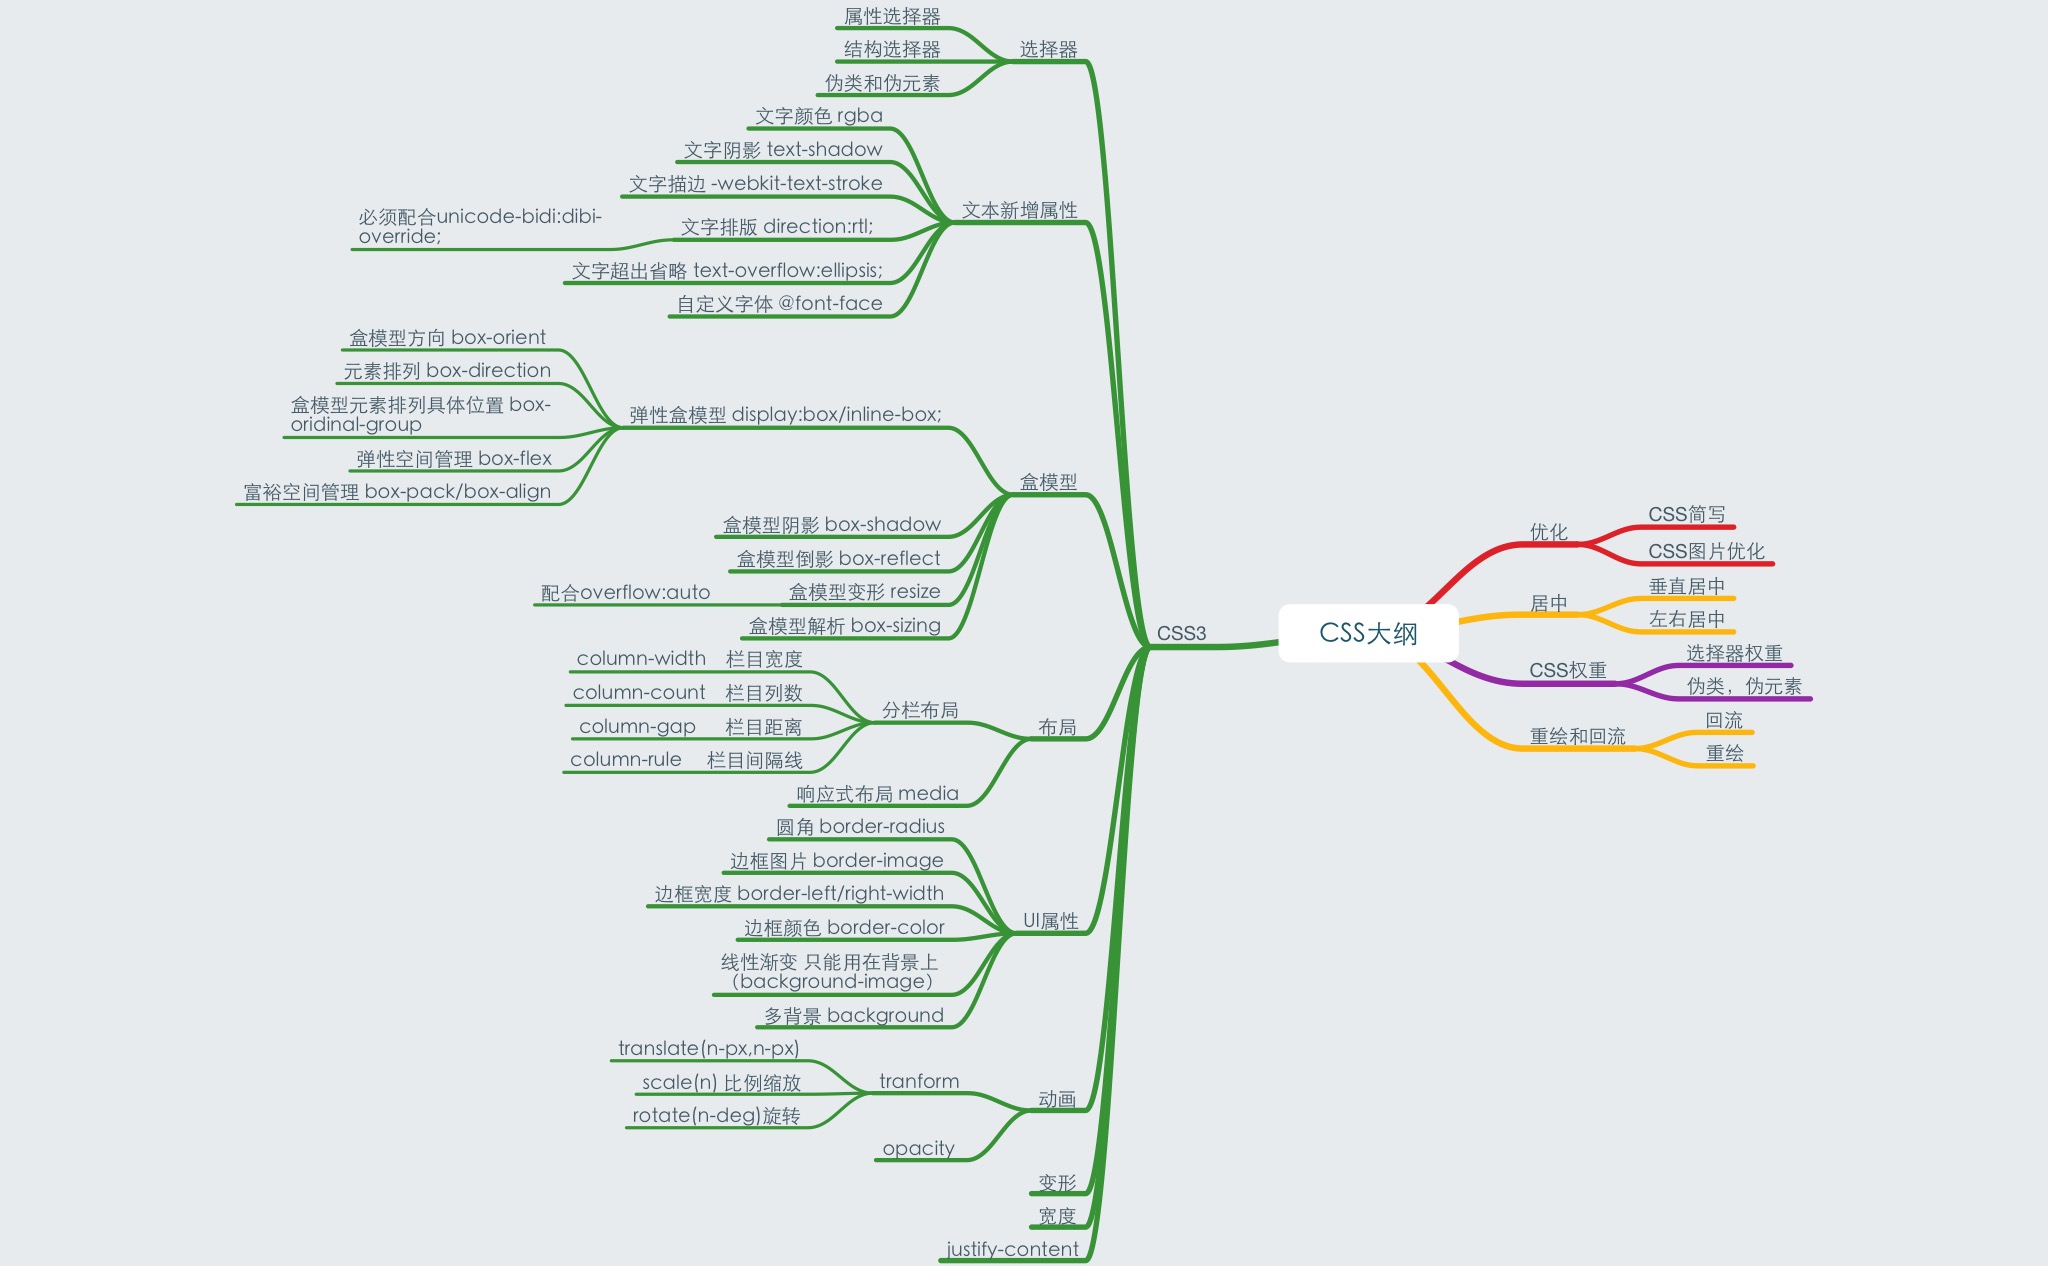 属性选择器
结构选择器
伪类和伪元素
选择器
文字颜色 rgba
文字阴影 text-shadow
文字描边 -webkit-text-stroke
必须配合unicode-bidi:dibi-
override;
文字排版 direction:rtl;
文字超出省略 text-overflow:ellipsis;
自定义字体 @font-face
文本新增属性
盒模型方向 box-orient
元素排列 box-direction
盒模型元素排列具体位置 box-
oridinal-group
弹性空间管理 box-flex
富裕空间管理 box-pack/box-align
弹性盒模型 display:box/inline-box;
盒模型阴影 box-shadow
盒模型倒影 box-reflect
配合overflow:auto
盒模型变形 resize
盒模型解析 box-sizing
盒模型
column-width 栏目宽度
column-count 栏目列数
column-gap 栏目距离
column-rule 栏目间隔线
分栏布局
响应式布局 media
布局
圆角 border-radius
边框图片 border-image
边框宽度 border-left/right-width
边框颜色 border-color
线性渐变 只能用在背景上
（background-image）
多背景 background
UI属性
translate(n-px,n-px)
scale(n) 比例缩放
rotate(n-deg)旋转
tranform
opacity
动画
变形
宽度
justify-content
CSS3
CSS大纲
优化
CSS简写
CSS图片优化
居中
垂直居中
左右居中
CSS权重
选择器权重
伪类，伪元素
重绘和回流
回流
重绘